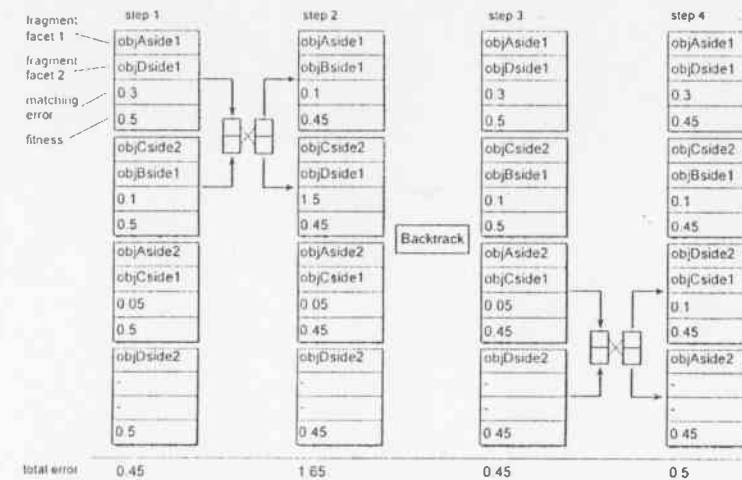 step 1
step 2
step 3
step 4
fragment
facet 1
fragment
facet 2
matching
error
fitness
objAside1
objDside1
0.3
0.5
objCside2
objBside1
0.1
0.5
objAside2
objCside1
0.05
0.5
objDside2
-
-
0.5
objAside1
objBside1
0.1
0.45
objCside2
objDside1
1.5
0.45
objAside2
objCside1
0.05
0.45
objDside2
-
-
0.45
Backtrack
objAside1
objDside1
0.3
0.5
objCside2
objBside1
0.1
0.5
objAside2
objCside1
0.05
0.45
objDside2
-
-
0.45
objAside1
objDside1
0.3
0.45
objCside2
objBside1
0.1
0.45
objDside2
objCside1
0.1
0.45
objAside2
-
-
0.45
total error
0.45
1.65
0.45
0.5